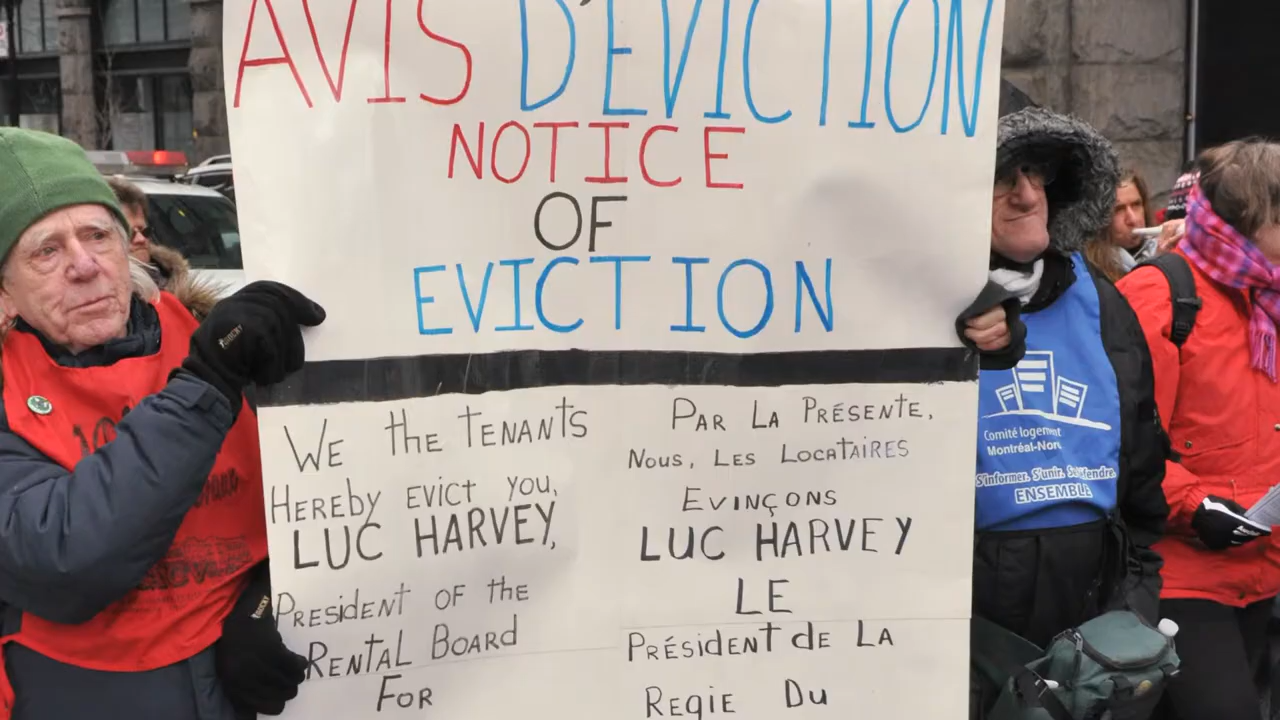 AVIS D'EVICTION
NOTICE
OF
EVICTION
WE the TENANTS
HEREBY EVICT YOU,
LUC HARVEY,
PRESIDENT OF the
RENTAL BOARD
FOR
PAR LA PRÉSENTE,
NOUS, LES LOCATAIRES
EVINÇONS
LUC HARVEY
LE
PRÉSIDENT de LA
REGIE DU
Comité logement
Montréal-Nord
S'informer. S'unir. Se défendre.
ENSEMBLE